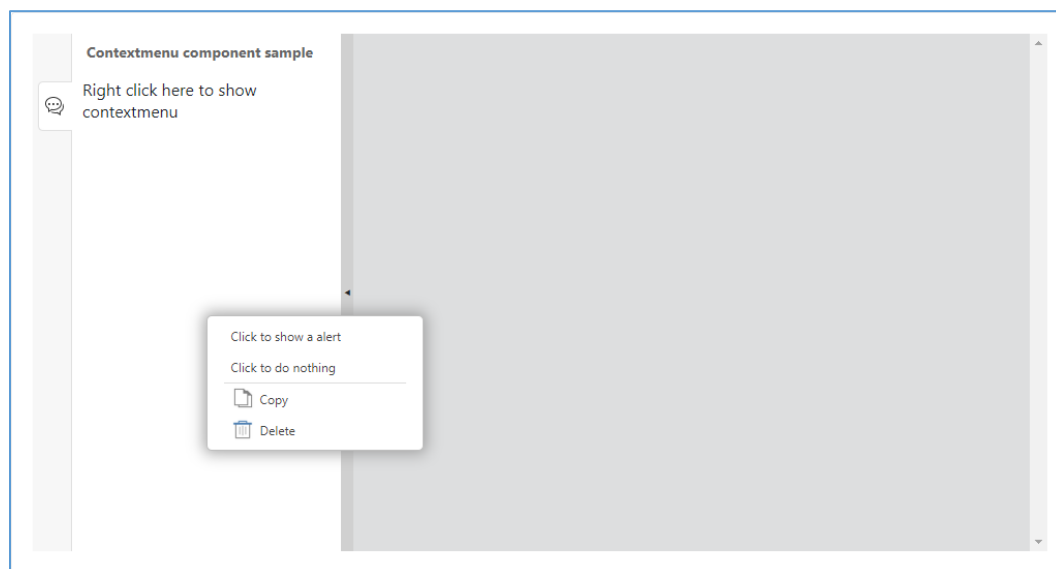 Contextmenu component sample
Right click here to show
contextmenu
Click to show a alert
Click to do nothing
Copy
Delete